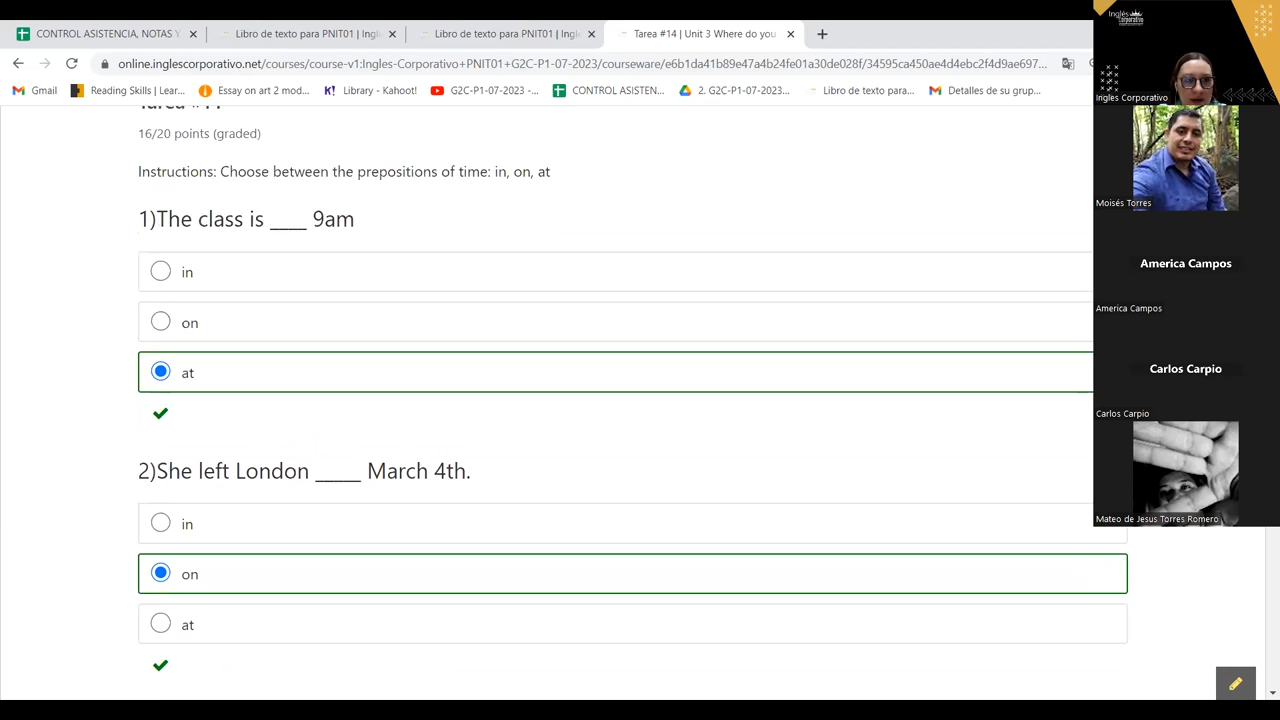 CONTROL ASISTENCIA, NOTAS Y
Libro de texto para PNIT01 | Ingl
Libro de texto para PNIT01 | Ingl
Tarea #14 | Unit 3 Where do you
online.inglescorporativo.net/courses/course-v1:Ingles-Corporativo+PNIT01+G2C-P1-07-2023/courseware/e6b1da41b89e47a4b24fe01a30de028f/34595ca450ae4d4ebc2f4d9ae697...
Gmail
Reading Skills | Lear...
Essay on art 2 mod...
Library - Kahoot!
G2C-P1-07-2023 -...
CONTROL ASISTEN...
2. G2C-P1-07-2023...
Libro de texto para...
Detalles de su grup...
16/20 points (graded)
Instructions: Choose between the prepositions of time: in, on, at
1)The class is ____ 9am
in
on
at
2)She left London _____ March 4th.
in
on
at
Inglés
Corporativo
Ingles Corporativo
Moisés Torres
America Campos
America Campos
Carlos Carpio
Carlos Carpio
Mateo de Jesus Torres Romero